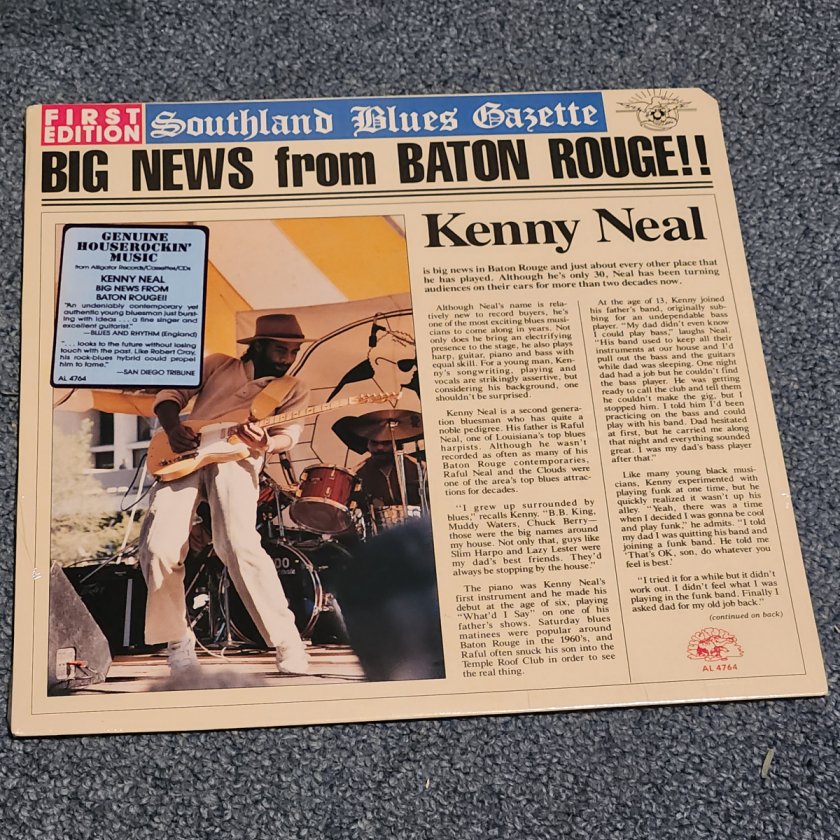 FIRST
EDITION
Southland Blues Gazette
BIG NEWS from BATON ROUGE!!
GENUINE
HOUSEROCKIN'
MUSIC
from Alligator Records/Cassettes/CDs
KENNY NEAL
BIG NEWS FROM
BATON ROUGE!!
"An undeniably contemporary yet
authentic young bluesman just burst-
ing with ideas . . . a fine singer and
excellent guitarist."
—BLUES AND RHYTHM (England)
". . . looks to the future without losing
touch with the past. Like Robert Cray,
his rock-blues hybrid could propel
him to fame."
—SAN DIEGO TRIBUNE
AL 4764
Kenny Neal
is big news in Baton Rouge and just about every other place that
he has played. Although he's only 30, Neal has been turning
audiences on their ears for more than two decades now.
Although Neal's name is rela-
tively new to record buyers, he's
one of the most exciting blues musi-
cians to come along in years. Not
only does he bring an electrifying
presence to the stage, he also plays
harp, guitar, piano and bass with
equal skill. For a young man, Ken-
ny's songwriting, playing and
vocals are strikingly assertive, but
considering his background, one
shouldn't be surprised.
Kenny Neal is a second genera-
tion bluesman who has quite a
noble pedigree. His father is Raful
Neal, one of Louisiana's top blues
harpists. Although he wasn't
recorded as often as many of his
Baton Rouge contemporaries,
Raful Neal and the Clouds were
one of the area's top blues attrac-
tions for decades.
"I grew up surrounded by
blues," recalls Kenny. "B.B. King,
Muddy Waters, Chuck Berry—
those were the big names around
my house. Not only that, guys like
Slim Harpo and Lazy Lester were
my dad's best friends. They'd
always be stopping by the house."
The piano was Kenny Neal's
first instrument and he made his
debut at the age of six, playing
"What'd I Say" on one of his
father's shows. Saturday blues
matinees were popular around
Baton Rouge in the 1960's, and
Raful often snuck his son into the
Temple Roof Club in order to see
the real thing.
At the age of 13, Kenny joined
his father's band, originally sub-
bing for an undependable bass
player. "My dad didn't even know
I could play bass," laughs Neal.
"His band used to keep all their
instruments at our house and I'd
pull out the bass and the guitars
while dad was sleeping. One night
dad had a job but he couldn't find
the bass player. He was getting
ready to call the club and tell them
he couldn't make the gig, but I
stopped him. I told him I'd been
practicing on the bass and could
play with his band. Dad hesitated
at first, but he carried me along
that night and everything sounded
great. I was my dad's bass player
after that."
Like many young black musi-
cians, Kenny experimented with
playing funk at one time, but he
quickly realized it wasn't up his
alley. "Yeah, there was a time
when I decided I was gonna be cool
and play funk," he admits. "I told
my dad I was quitting his band and
joining a funk band. He told me
'That's OK, son, do whatever you
feel is best.'
"I tried it for a while but it didn't
work out. I didn't feel what I was
playing in the funk band. Finally I
asked dad for my old job back."
(continued on back)
AL 4764